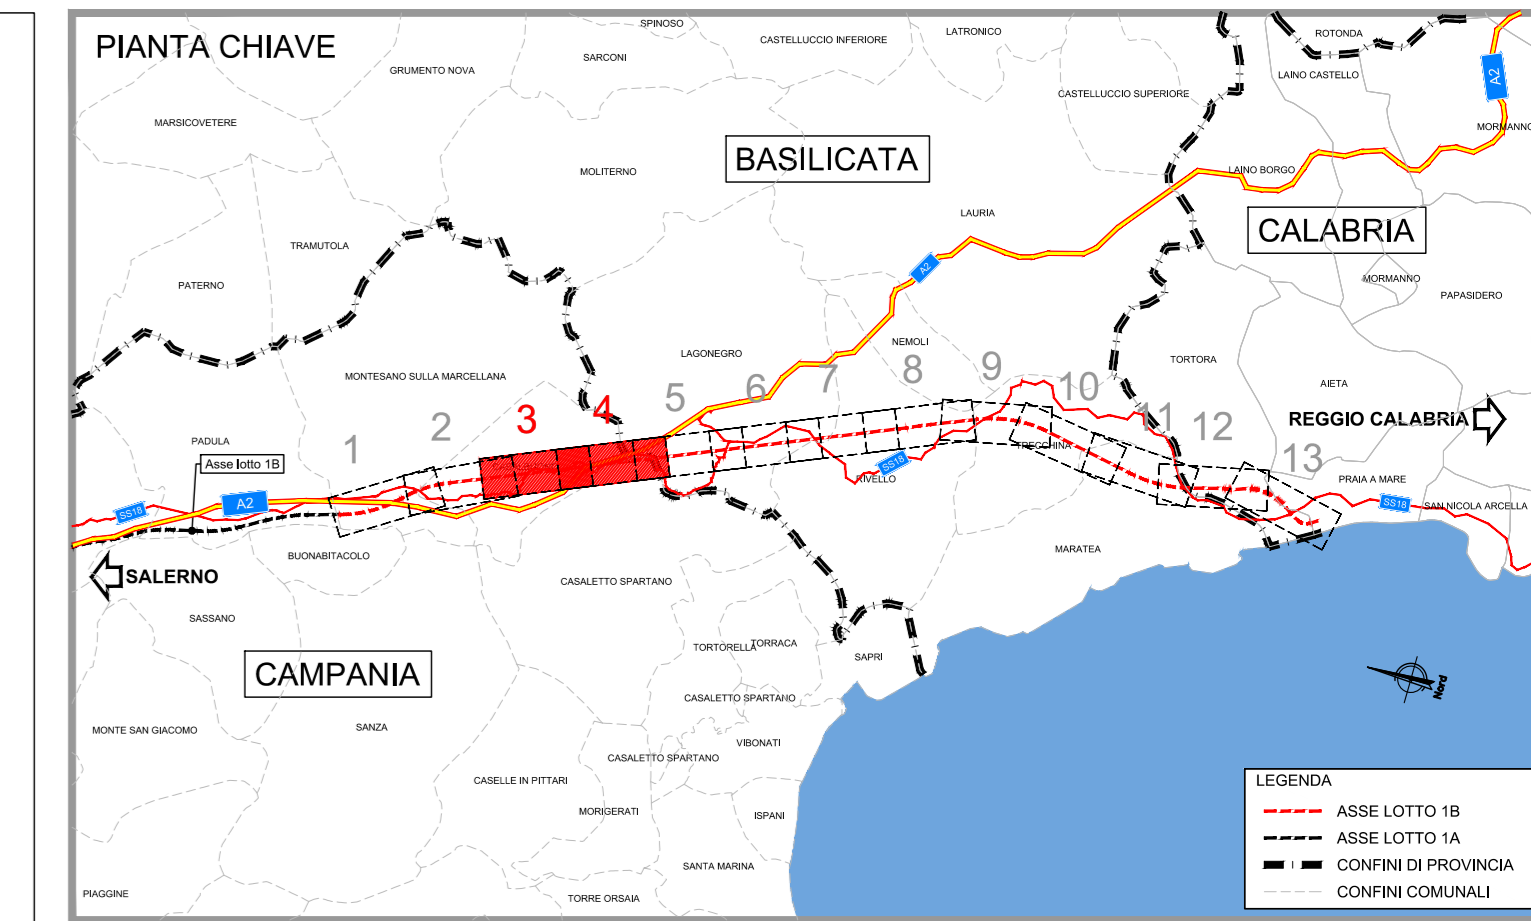 PIANTA CHIAVE
SPINOSO
SARCONI
GRUMENTO NOVA
CASTELLUCCIO INFERIORE
LATRONICO
ROTONDA
LAINO CASTELLO
A2
CASTELLUCCIO SUPERIORE
MARSICOVETERE
MORMANNO
BASILICATA
MOLITERNO
LAINO BORGO
LAURIA
CALABRIA
TRAMUTOLA
A2
PATERNO
MORMANNO
PAPASIDERO
NEMOLI
LAGONEGRO
TORTORA
MONTESANO SULLA MARCELLANA
AIETA
1
2
3
4
5
6
7
8
9
10
11
12
13
REGGIO CALABRIA
PADULA
Asse lotto 1B
TRECCHINA
SS18
RIVELLO
PRAIA A MARE
SS18
SAN NICOLA ARCELLA
A2
SS18
BUONABITACOLO
MARATEA
SALERNO
CASALETTO SPARTANO
SASSANO
TORTORELLA
TORRACA
SAPRI
CAMPANIA
Nord
CASALETTO SPARTANO
MONTE SAN GIACOMO
SANZA
VIBONATI
CASALETTO SPARTANO
CASELLE IN PITTARI
MORIGERATI
ISPANI
SANTA MARINA
PIAGGINE
TORRE ORSAIA
LEGENDA
ASSE LOTTO 1B
ASSE LOTTO 1A
CONFINI DI PROVINCIA
CONFINI COMUNALI